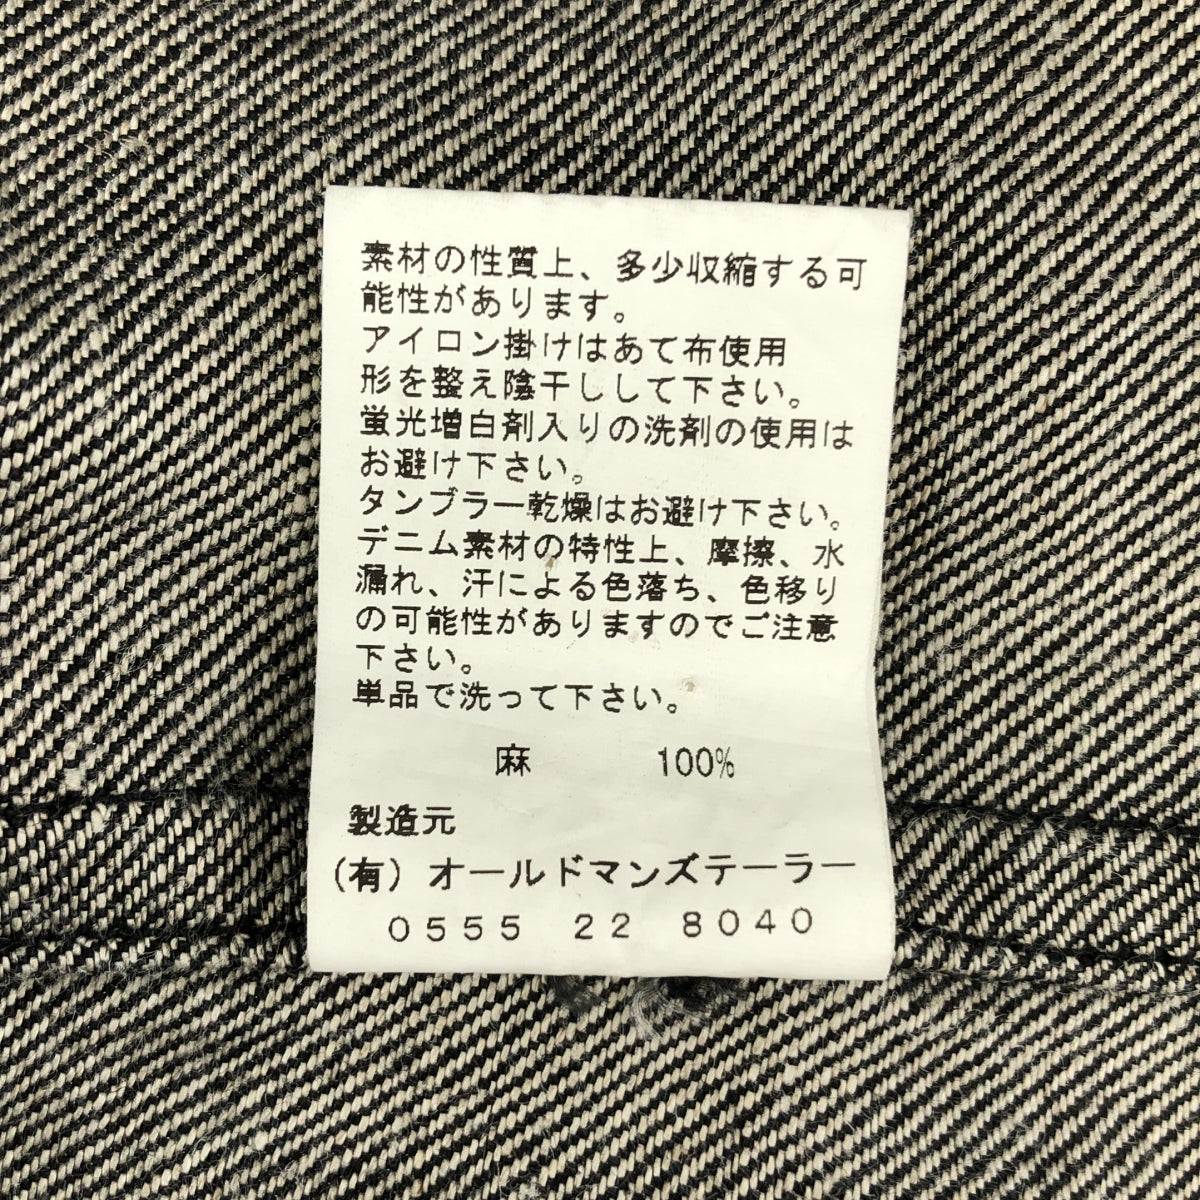 素材の性質上、多少収縮する可
能性があります。
アイロン掛けはあて布使用
形を整え陰干しして下さい。
蛍光増白剤入りの洗剤の使用は
お避け下さい。
タンブラー乾燥はお避け下さい。
デニム素材の特性上、摩擦、水
漏れ、汗による色落ち、色移り
の可能性がありますのでご注意
下さい。
単品で洗って下さい。
麻 100%
製造元
(有) オールドマンズテーラー
0555 22 8040